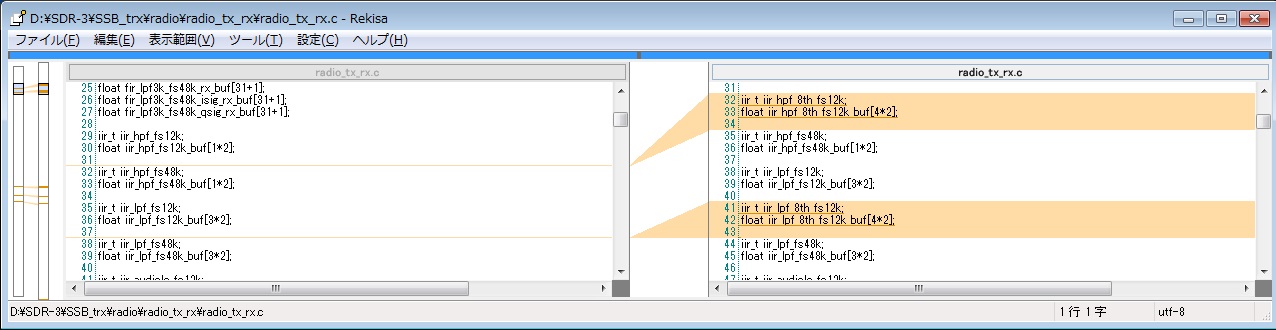 D:¥SDR-3¥SSB_trx¥radio¥radio_tx_rx¥radio_tx_rx.c - Rekisa
ファイル(F) 編集(E) 表示範囲(V) ツール(T) 設定(C) ヘルプ(H)
radio_tx_rx.c
25 float fir_lpf3k_fs48k_rx_buf[31+1];
26 float fir_lpf3k_fs48k_isig_rx_buf[31+1];
27 float fir_lpf3k_fs48k_qsig_rx_buf[31+1];
28
29 iir_t iir_hpf_fs12k;
30 float iir_hpf_fs12k_buf[1*2];
31
32 iir_t iir_hpf_fs48k;
33 float iir_hpf_fs48k_buf[1*2];
34
35 iir_t iir_lpf_fs12k;
36 float iir_lpf_fs12k_buf[3*2];
37
38 iir_t iir_lpf_fs48k;
39 float iir_lpf_fs48k_buf[3*2];
40
41 iir_t iir_audiolo_fs12k;
radio_tx_rx.c
31
32 iir_t iir_hpf_8th_fs12k;
33 float iir_hpf_8th_fs12k_buf[4*2];
34
35 iir_t iir_hpf_fs48k;
36 float iir_hpf_fs48k_buf[1*2];
37
38 iir_t iir_lpf_fs12k;
39 float iir_lpf_fs12k_buf[3*2];
40
41 iir_t iir_lpf_8th_fs12k;
42 float iir_lpf_8th_fs12k_buf[4*2];
43
44 iir_t iir_lpf_fs48k;
45 float iir_lpf_fs48k_buf[3*2];
46
47 iir_t iir_audiolo_fs12k;
D:¥SDR-3¥SSB_trx¥radio¥radio_tx_rx¥radio_tx_rx.c
1行 1字
utf-8